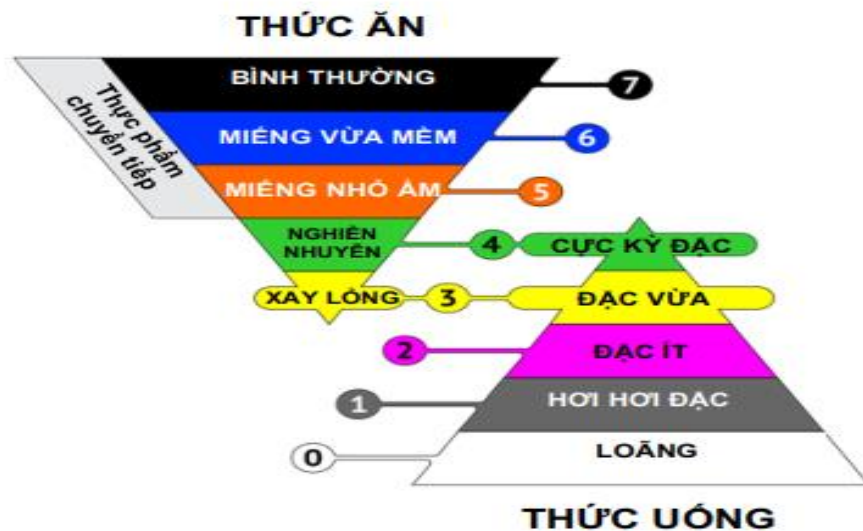 THỨC ĂN
BÌNH THƯỜNG
7
Thực phẩm
chuyển tiếp
MIẾNG VỪA MỀM
6
MIẾNG NHỎ ẨM
5
NGHIỀN
NHUYỄN
4
CỰC KỲ ĐẶC
XAY LỎNG
3
ĐẶC VỪA
2
ĐẶC ÍT
1
HƠI HƠI ĐẶC
0
LOÃNG
THỨC UỐNG